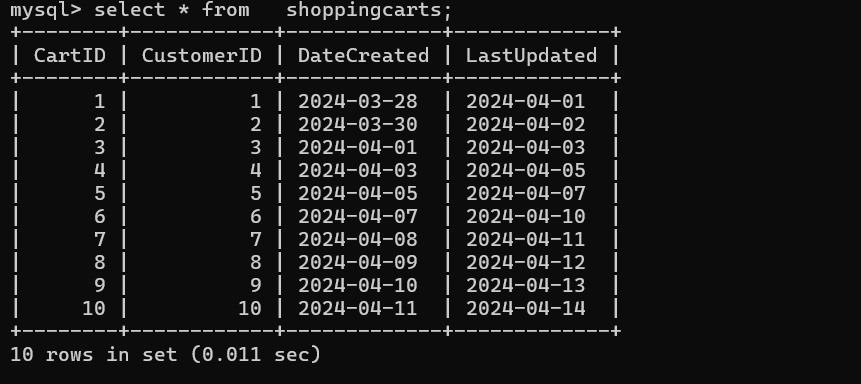 mysql> select * from   shoppingcarts;
+--------+------------+-------------+-------------+
| CartID | CustomerID | DateCreated | LastUpdated |
+--------+------------+-------------+-------------+
|      1 |          1 | 2024-03-28  | 2024-04-01  |
|      2 |          2 | 2024-03-30  | 2024-04-02  |
|      3 |          3 | 2024-04-01  | 2024-04-03  |
|      4 |          4 | 2024-04-03  | 2024-04-05  |
|      5 |          5 | 2024-04-05  | 2024-04-07  |
|      6 |          6 | 2024-04-07  | 2024-04-10  |
|      7 |          7 | 2024-04-08  | 2024-04-11  |
|      8 |          8 | 2024-04-09  | 2024-04-12  |
|      9 |          9 | 2024-04-10  | 2024-04-13  |
|     10 |         10 | 2024-04-11  | 2024-04-14  |
+--------+------------+-------------+-------------+
10 rows in set (0.011 sec)